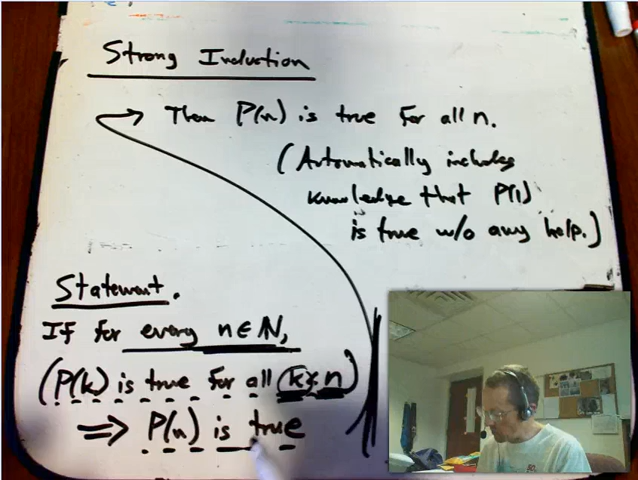 Strong Induction
Then P(n) is true for all n.
(Automatically includes
knowledge that P(1)
is true w/o any help.)
Statement.
If for every n∈ℕ,
(P(k) is true for all k<n)
⇒ P(n) is true